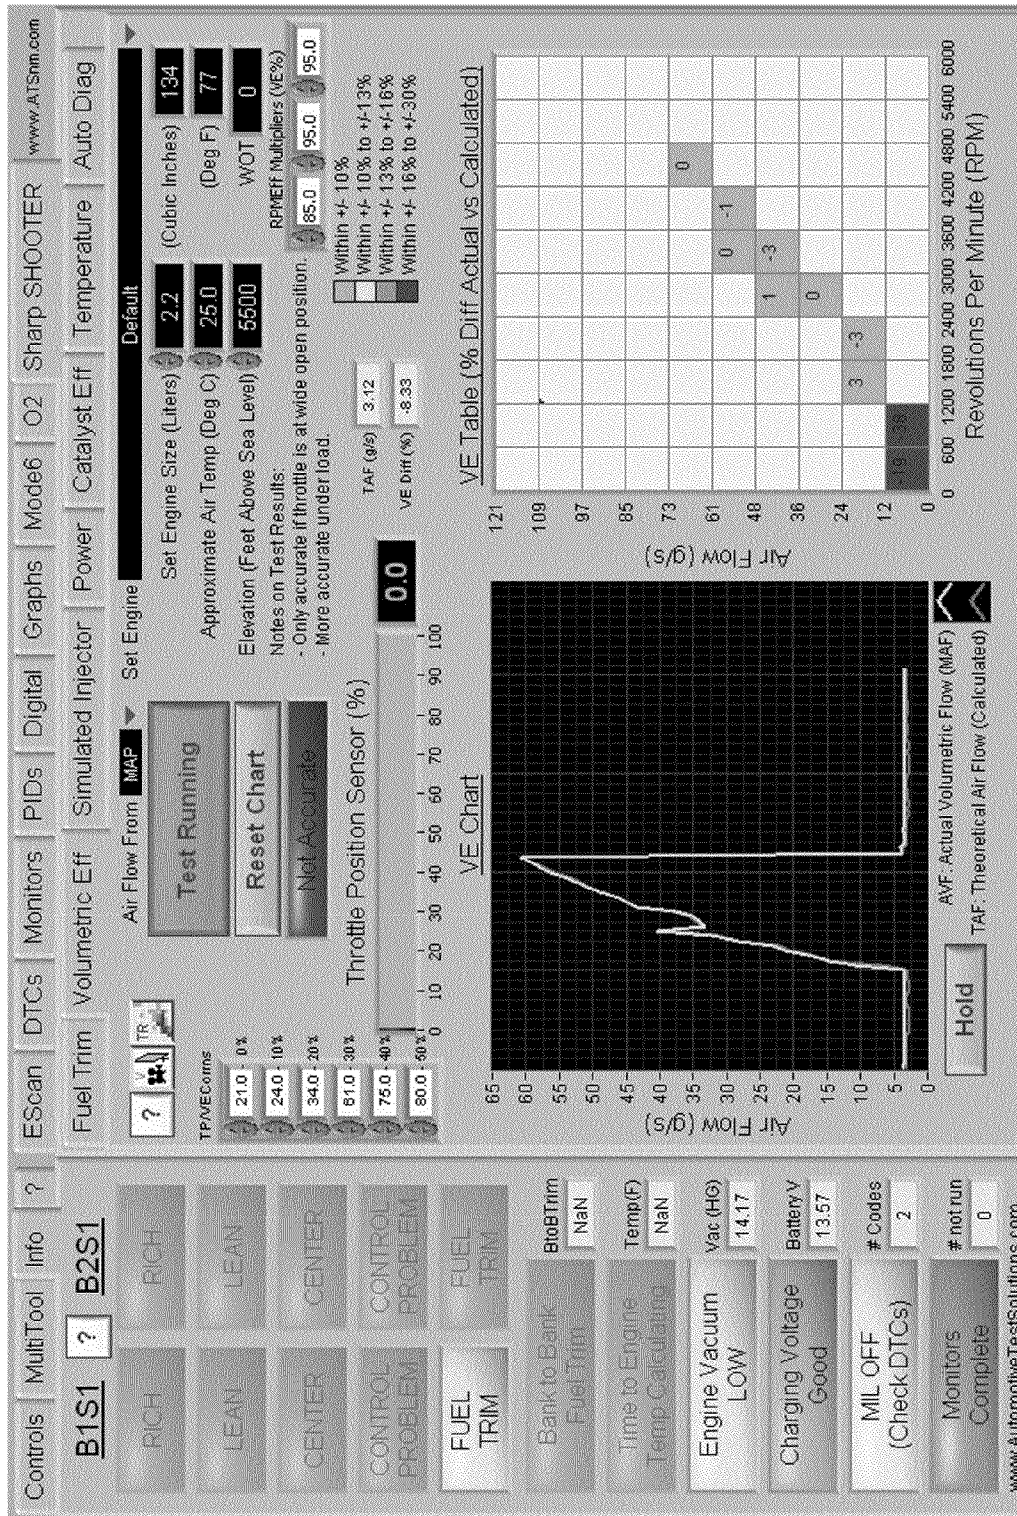 Controls MultiTool Info ? EScan DTCs Monitors PIDs Digital Graphs Mode6 O2 Sharp SHOOTER www.ATSnm.com
B1S1 ? B2S1
RICH RICH
LEAN LEAN
CENTER CENTER
CONTROL PROBLEM CONTROL PROBLEM
FUEL TRIM FUEL TRIM
Bank to Bank Fuel Trim
BtoBTrim
NaN
Time to Engine Temp Calculating
Temp(F)
NaN
Engine Vacuum LOW
Vac (HG)
14.17
Charging Voltage Good
Battery V
13.57
MIL OFF (Check DTCs)
# Codes
2
Monitors Complete
# not run
0
www.AutomotiveTestSolutions.com
Fuel Trim Volumetric Eff Simulated Injector Power Catalyst Eff Temperature Auto Diag
? V TR
Air Flow From MAP
Set Engine Default
Test Running
Reset Chart
Not Accurate
Set Engine Size (Liters) 2.2 (Cubic Inches) 134
Approximate Air Temp (Deg C) 25.0 (Deg F) 77
Elevation (Feet Above Sea Level) 5500 WOT 0
Notes on Test Results:
- Only accurate if throttle is at wide open position.
- More accurate under load.
RPMEff Multipliers (VE%)
85.0 95.0 95.0
Within +/- 10%
Within +/- 10% to +/-13%
Within +/- 13% to +/-16%
Within +/- 16% to +/-30%
TP/VEComs
21.0 0%
24.0 - 10%
34.0 - 20%
61.0 - 30%
75.0 - 40%
80.0 - 50%
Throttle Position Sensor (%)
0.0
0 10 20 30 40 50 60 70 80 90 100
TAF (g/s)
3.12
VE Diff (%)
-8.33
VE Chart
Air Flow (g/s)
65
60
55
50
45
40
35
30
25
20
15
10
5
0
Hold
AVF: Actual Volumetric Flow (MAF)
TAF: Theoretical Air Flow (Calculated)
VE Table (% Diff Actual vs Calculated)
Air Flow (g/s)
121
109
97
85
73
61
48
36
24
12
0
0
0 -1
1 -3
0
3 -3
-19 -38
0 600 1200 1800 2400 3000 3600 4200 4800 5400 6000
Revolutions Per Minute (RPM)